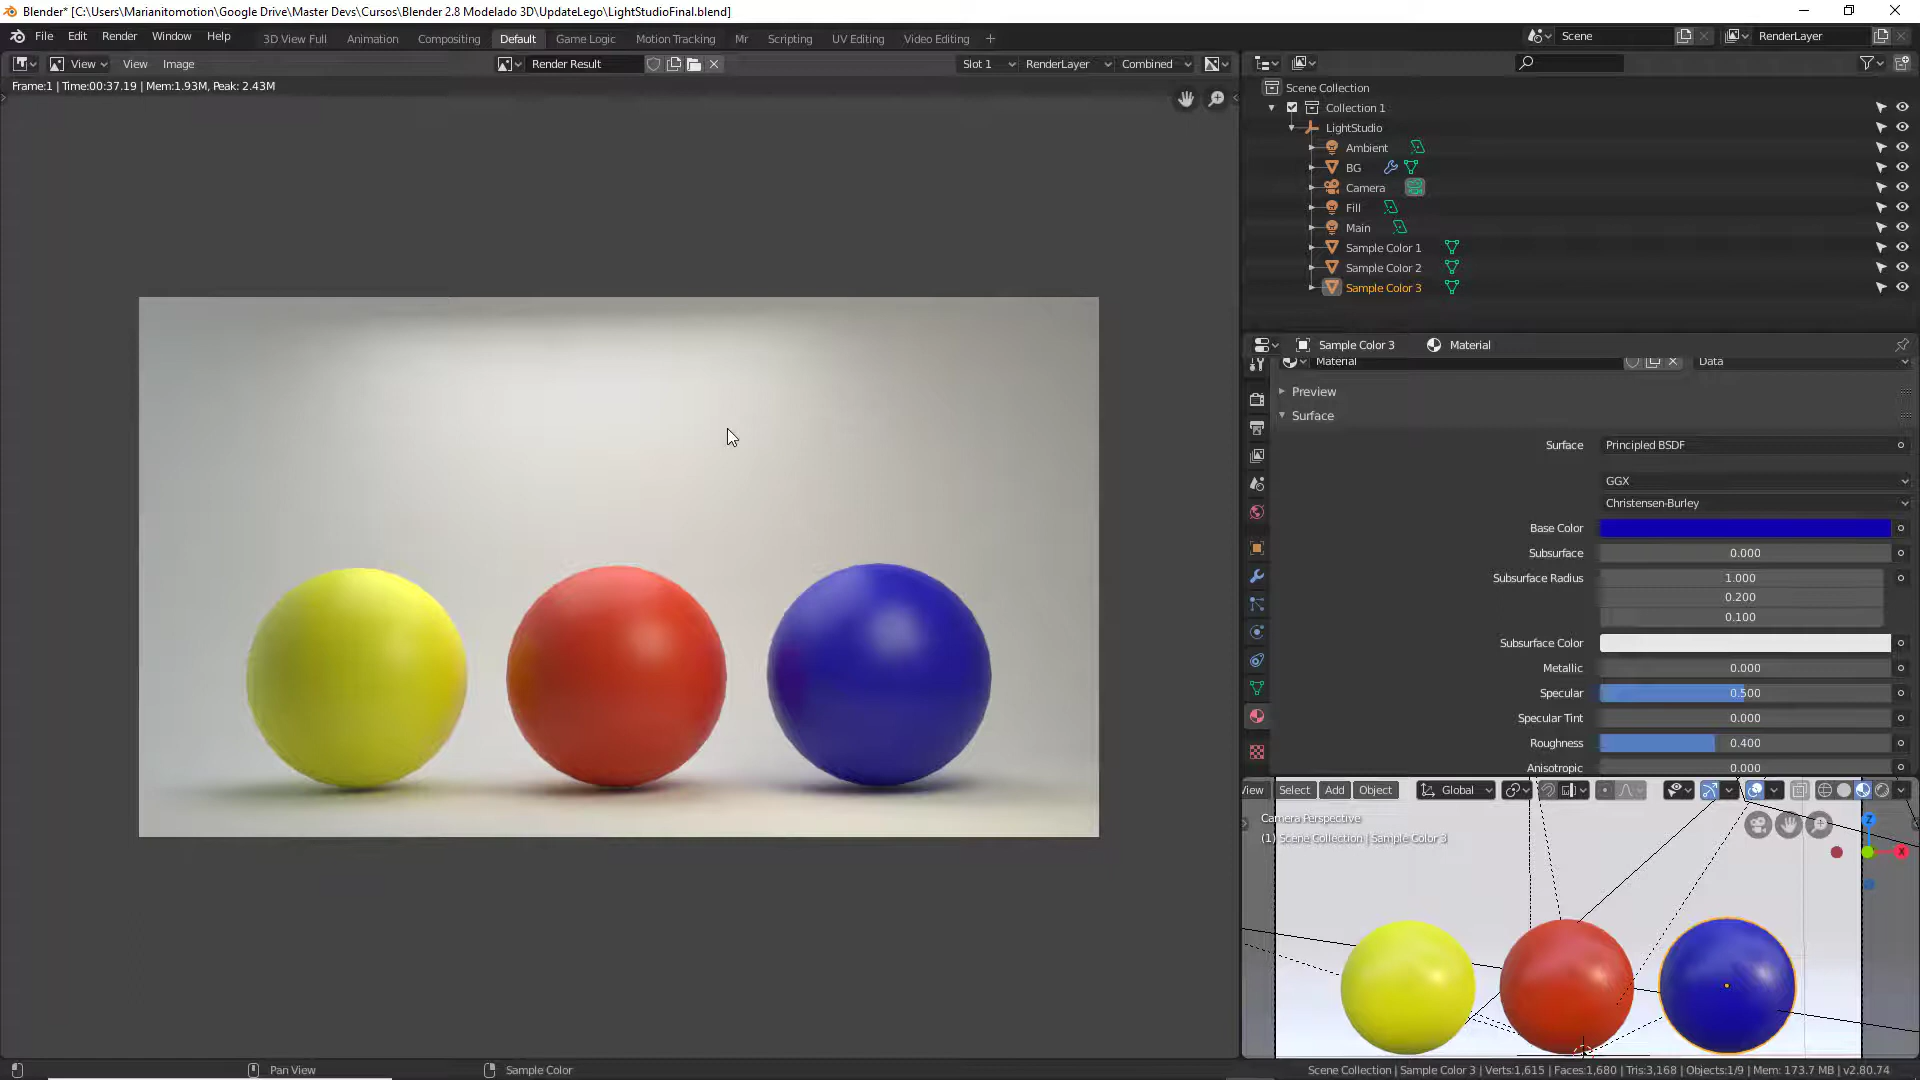 Blender* [C:\Users\Marianitomotion\Google Drive\Master Devs\Cursos\Blender 2.8 Modelado 3D\UpdateLego\LightStudioFinal.blend]
File Edit Render Window Help 3D View Full Animation Compositing Default Game Logic Motion Tracking Mr Scripting UV Editing Video Editing Scene RenderLayer
View View Image Render Result Slot 1 RenderLayer Combined
Frame:1 | Time:00:37.19 | Mem:1.93M, Peak: 2.43M
Scene Collection
Collection 1
LightStudio
Ambient
BG
Camera
Fill
Main
Sample Color 1
Sample Color 2
Sample Color 3
Sample Color 3 Material
Material Data
Preview
Surface
Surface Principled BSDF
GGX
Christensen-Burley
Base Color
Subsurface 0.000
Subsurface Radius 1.000
0.200
0.100
Subsurface Color
Metallic 0.000
Specular 0.500
Specular Tint 0.000
Roughness 0.400
Anisotropic 0.000
View Select Add Object Global
Camera Perspective
(1) Scene Collection | Sample Color 3
Z
X
Pan View Sample Color Scene Collection | Sample Color 3 | Verts:1,615 | Faces:1,680 | Tris:3,168 | Objects:1/9 | Mem: 173.7 MB | v2.80.74